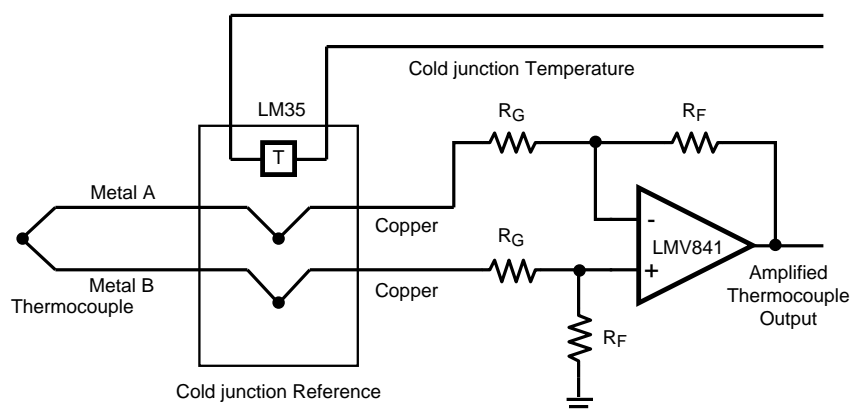 Cold junction Temperature
LM35
T
RG
RF
Metal A
Copper
RG
-
+
LMV841
Metal B
Thermocouple
Copper
Amplified
Thermocouple
Output
RF
Cold junction Reference